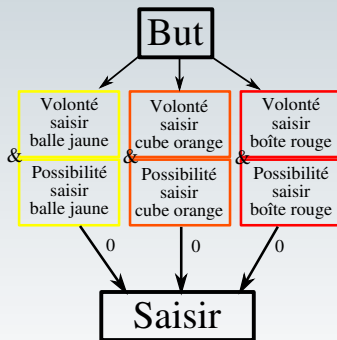 But
Volonté
saisir
balle jaune
Volonté
saisir
cube orange
Volonté
saisir
boîte rouge
& & &
Possibilité
saisir
balle jaune
Possibilité
saisir
cube orange
Possibilité
saisir
boîte rouge
0 0 0
Saisir